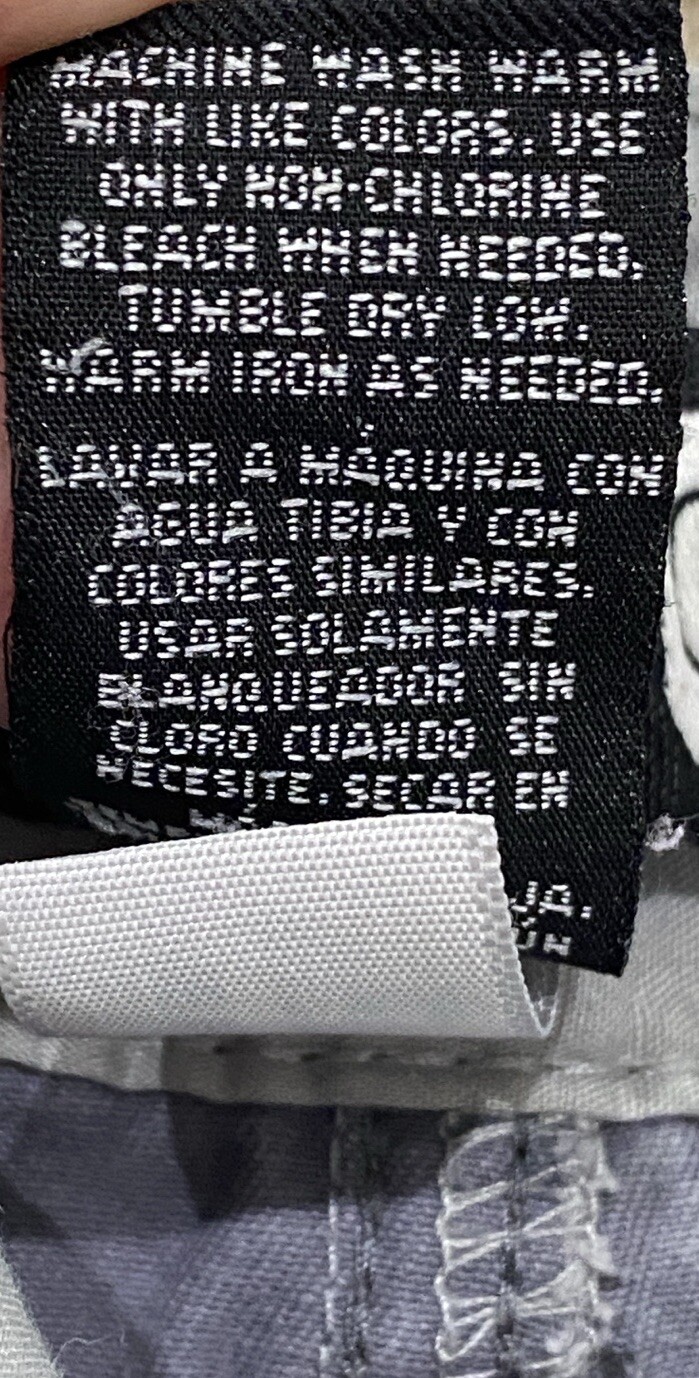 MACHINE WASH WARM
WITH LIKE COLORS. USE
ONLY NON-CHLORINE
BLEACH WHEN NEEDED.
TUMBLE DRY LOW.
WARM IRON AS NEEDED.
LAVAR A MÁQUINA CON
AGUA TIBIA Y CON
COLORES SIMILARES.
USAR SOLAMENTE
BLANQUEADOR SIN
CLORO CUANDO SE
NECESITE. SECAR EN